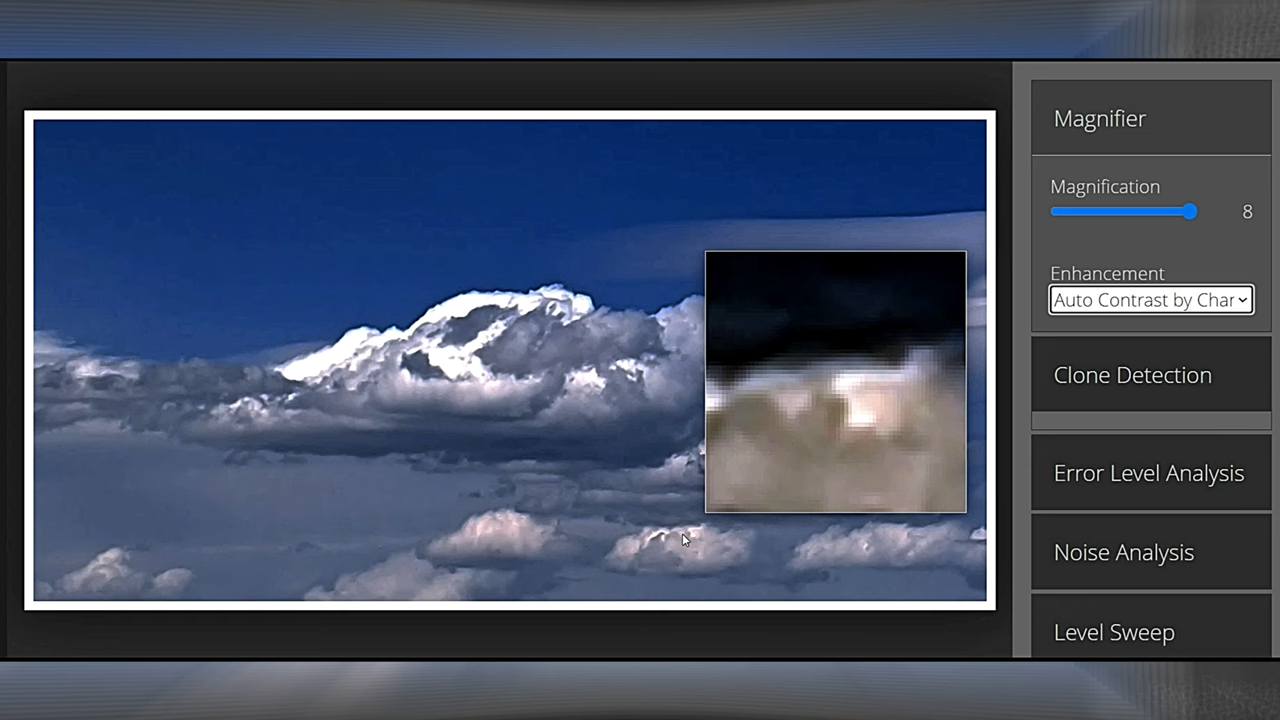 Magnifier
Magnification
8
Enhancement
Auto Contrast by Char
Clone Detection
Error Level Analysis
Noise Analysis
Level Sweep